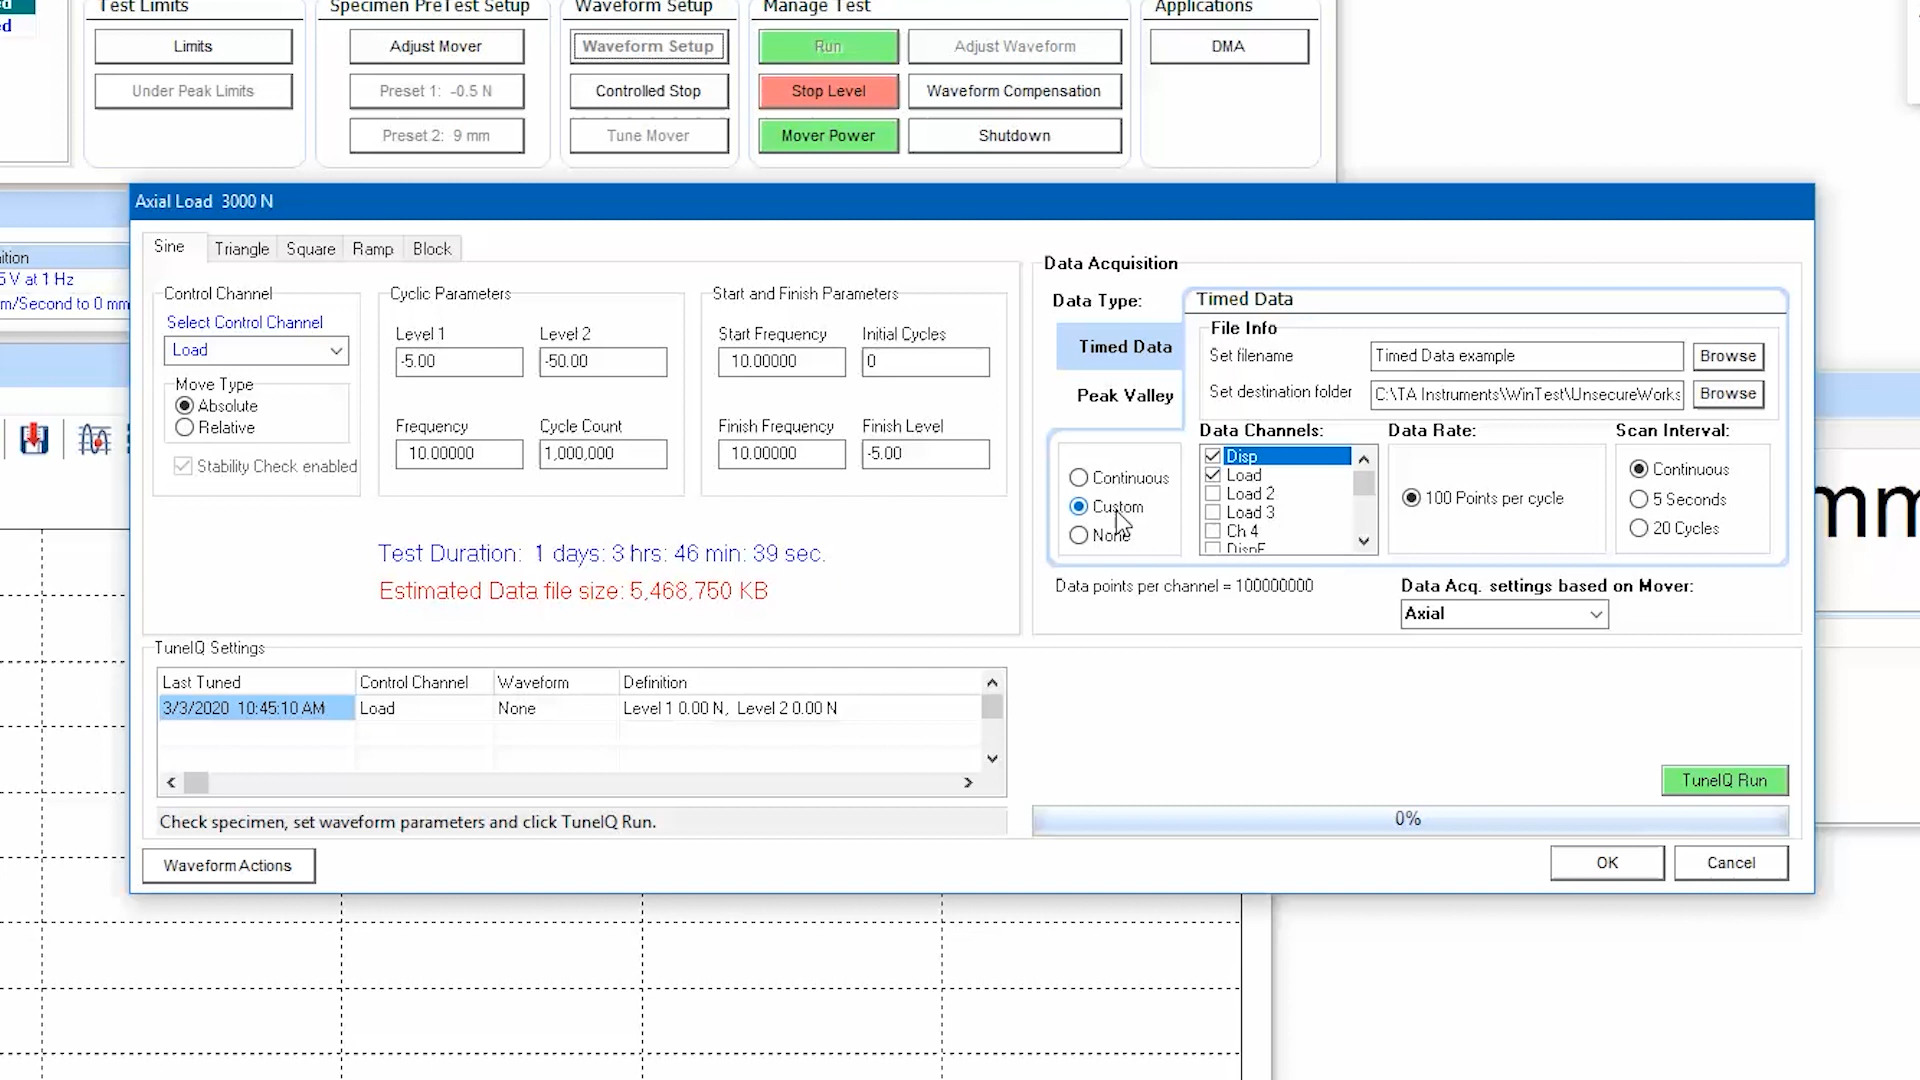 ed
ed
Test Limits
Limits
Under Peak Limits
Specimen PreTest Setup
Adjust Mover
Preset 1: -0.5 N
Preset 2: 9 mm
Waveform Setup
Waveform Setup
Controlled Stop
Tune Mover
Manage Test
Run
Adjust Waveform
Stop Level
Waveform Compensation
Mover Power
Shutdown
Applications
DMA
ition
5 V at 1 Hz
m/Second to 0 mm
mm
Axial Load 3000 N
Sine Triangle Square Ramp Block
Control Channel
Select Control Channel
Load
Move Type
Absolute
Relative
Stability Check enabled
Cyclic Parameters
Level 1 Level 2
-5.00 -50.00
Frequency Cycle Count
10.00000 1,000,000
Start and Finish Parameters
Start Frequency Initial Cycles
10.00000 0
Finish Frequency Finish Level
10.00000 -5.00
Test Duration: 1 days: 3 hrs: 46 min: 39 sec.
Estimated Data file size: 5,468,750 KB
Data Acquisition
Data Type:
Timed Data
Peak Valley
Continuous
Custom
None
Timed Data
File Info
Set filename Timed Data example Browse
Set destination folder C:\TA Instruments\WinTest\UnsecureWorks Browse
Data Channels:
Disp
Load
Load 2
Load 3
Ch 4
DispE
Data Rate:
100 Points per cycle
Scan Interval:
Continuous
5 Seconds
20 Cycles
Data points per channel = 100000000
Data Acq. settings based on Mover:
Axial
TuneIQ Settings
Last Tuned Control Channel Waveform Definition
3/3/2020 10:45:10 AM Load None Level 1 0.00 N, Level 2 0.00 N
TuneIQ Run
Check specimen, set waveform parameters and click TuneIQ Run.
0%
Waveform Actions
OK Cancel